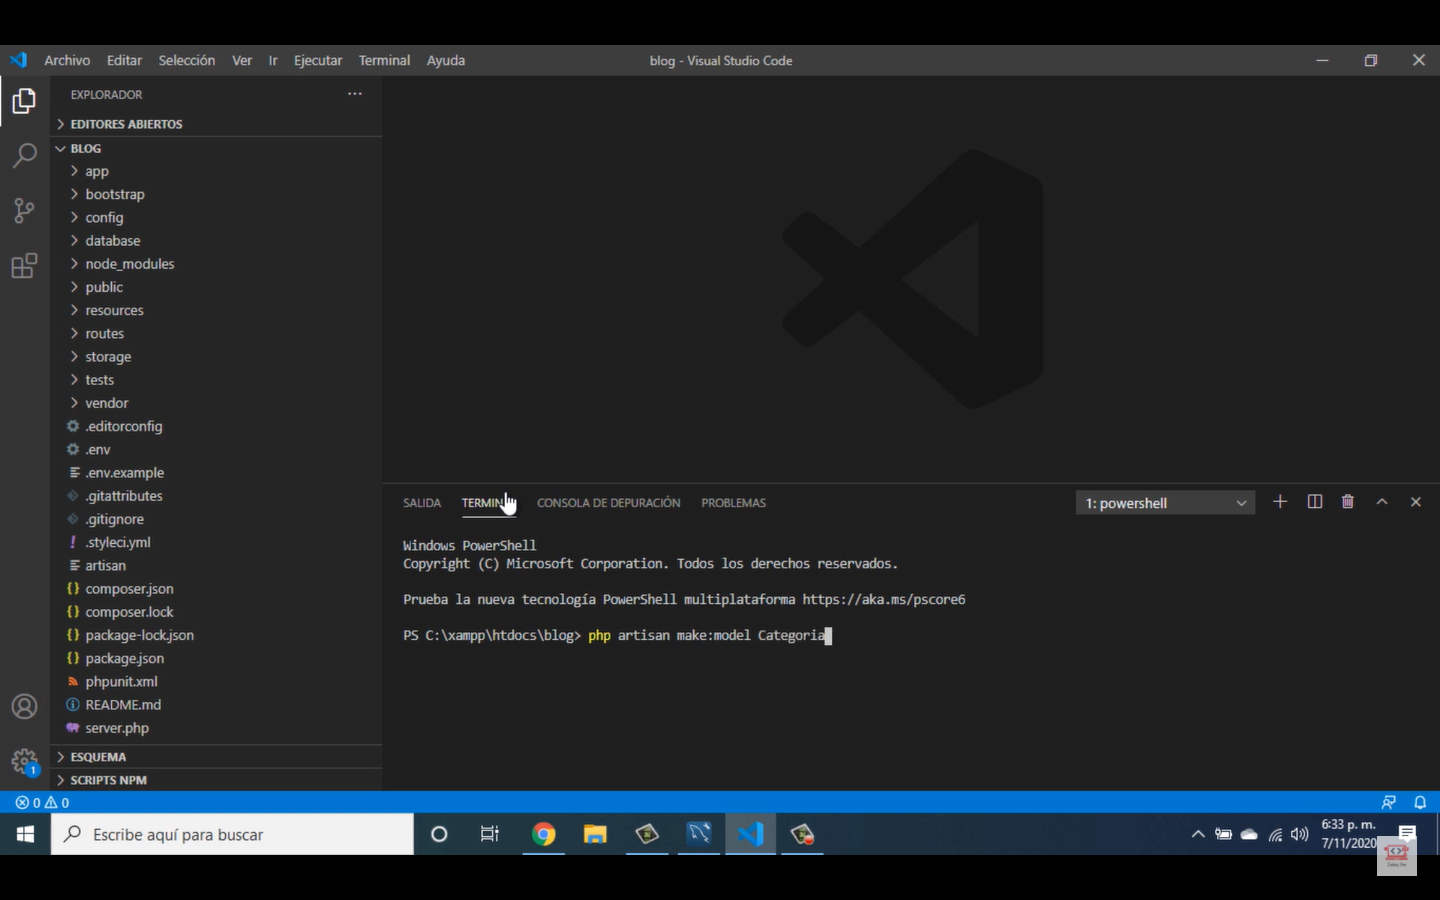 Archivo Editar Selección Ver Ir Ejecutar Terminal Ayuda
blog - Visual Studio Code
EXPLORADOR
EDITORES ABIERTOS
BLOG
app
bootstrap
config
database
node_modules
public
resources
routes
storage
tests
vendor
.editorconfig
.env
.env.example
.gitattributes
.gitignore
.styleci.yml
artisan
composer.json
composer.lock
package-lock.json
package.json
phpunit.xml
README.md
server.php
ESQUEMA
SCRIPTS NPM
SALIDA TERMIN CONSOLA DE DEPURACIÓN PROBLEMAS
1: powershell
Windows PowerShell
Copyright (C) Microsoft Corporation. Todos los derechos reservados.
Prueba la nueva tecnología PowerShell multiplataforma https://aka.ms/pscore6
PS C:\xampp\htdocs\blog> php artisan make:model Categoria
1
0 0
Escribe aquí para buscar
6:33 p. m.
7/11/2020